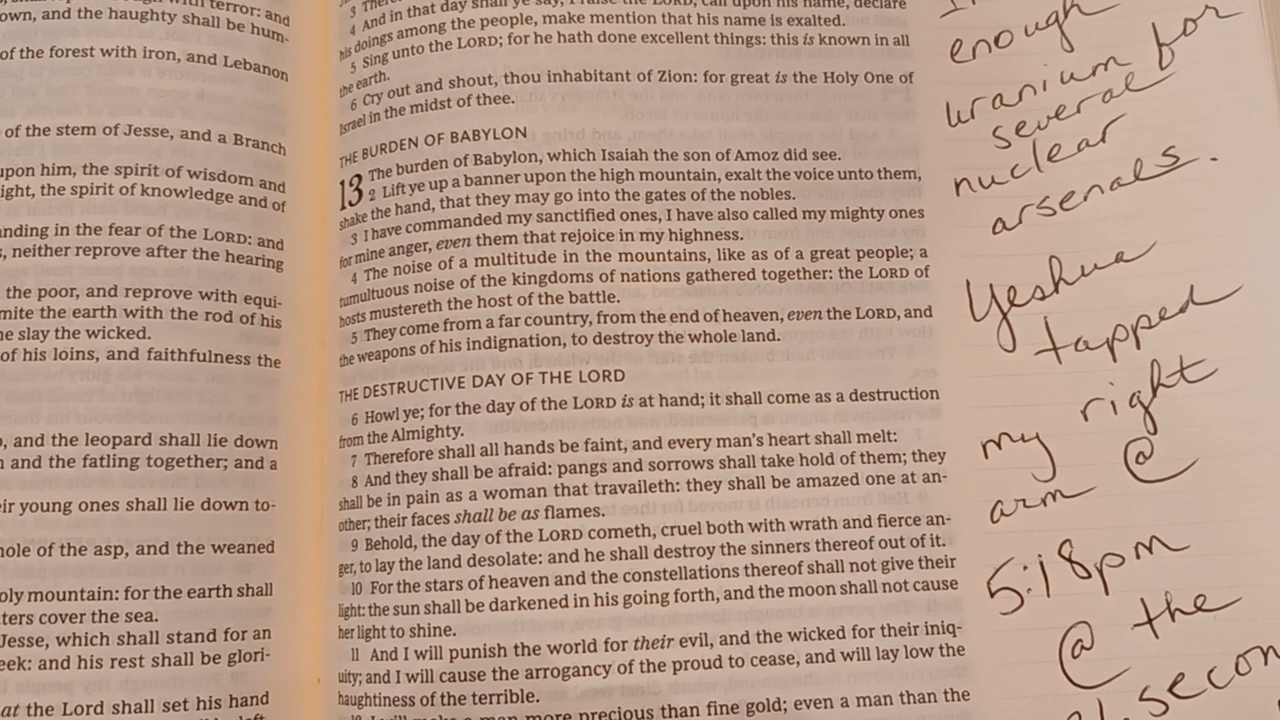 terror: and
own, and the haughty shall be hum-
of the forest with iron, and Lebanon
of the stem of Jesse, and a Branch
upon him, the spirit of wisdom and
ight, the spirit of knowledge and of
nding in the fear of the LORD: and
, neither reprove after the hearing
the poor, and reprove with equi-
mite the earth with the rod of his
he slay the wicked.
of his loins, and faithfulness the
, and the leopard shall lie down
and the fatling together; and a
eir young ones shall lie down to-
hole of the asp, and the weaned
oly mountain: for the earth shall
ters cover the sea.
Jesse, which shall stand for an
eek: and his rest shall be glori-
at the Lord shall set his hand
4 And in that day shall ye say, Praise the LORD, call upon his name, declare
his doings among the people, make mention that his name is exalted.
5 Sing unto the LORD; for he hath done excellent things: this is known in all
the earth.
6 Cry out and shout, thou inhabitant of Zion: for great is the Holy One of
Israel in the midst of thee.
THE BURDEN OF BABYLON
13 The burden of Babylon, which Isaiah the son of Amoz did see.
2 Lift ye up a banner upon the high mountain, exalt the voice unto them,
shake the hand, that they may go into the gates of the nobles.
3 I have commanded my sanctified ones, I have also called my mighty ones
for mine anger, even them that rejoice in my highness.
4 The noise of a multitude in the mountains, like as of a great people; a
tumultuous noise of the kingdoms of nations gathered together: the LORD of
hosts mustereth the host of the battle.
5 They come from a far country, from the end of heaven, even the LORD, and
the weapons of his indignation, to destroy the whole land.
THE DESTRUCTIVE DAY OF THE LORD
6 Howl ye; for the day of the LORD is at hand; it shall come as a destruction
from the Almighty.
7 Therefore shall all hands be faint, and every man's heart shall melt:
8 And they shall be afraid: pangs and sorrows shall take hold of them; they
shall be in pain as a woman that travaileth: they shall be amazed one at an-
other; their faces shall be as flames.
9 Behold, the day of the LORD cometh, cruel both with wrath and fierce an-
ger, to lay the land desolate: and he shall destroy the sinners thereof out of it.
10 For the stars of heaven and the constellations thereof shall not give their
light: the sun shall be darkened in his going forth, and the moon shall not cause
her light to shine.
11 And I will punish the world for their evil, and the wicked for their iniq-
uity; and I will cause the arrogancy of the proud to cease, and will lay low the
haughtiness of the terrible.
more precious than fine gold; even a man than the
enough
uranium for
several
nuclear
arsenals.
Yeshua
tapped
my right
arm @
5:18pm
@ the
secon